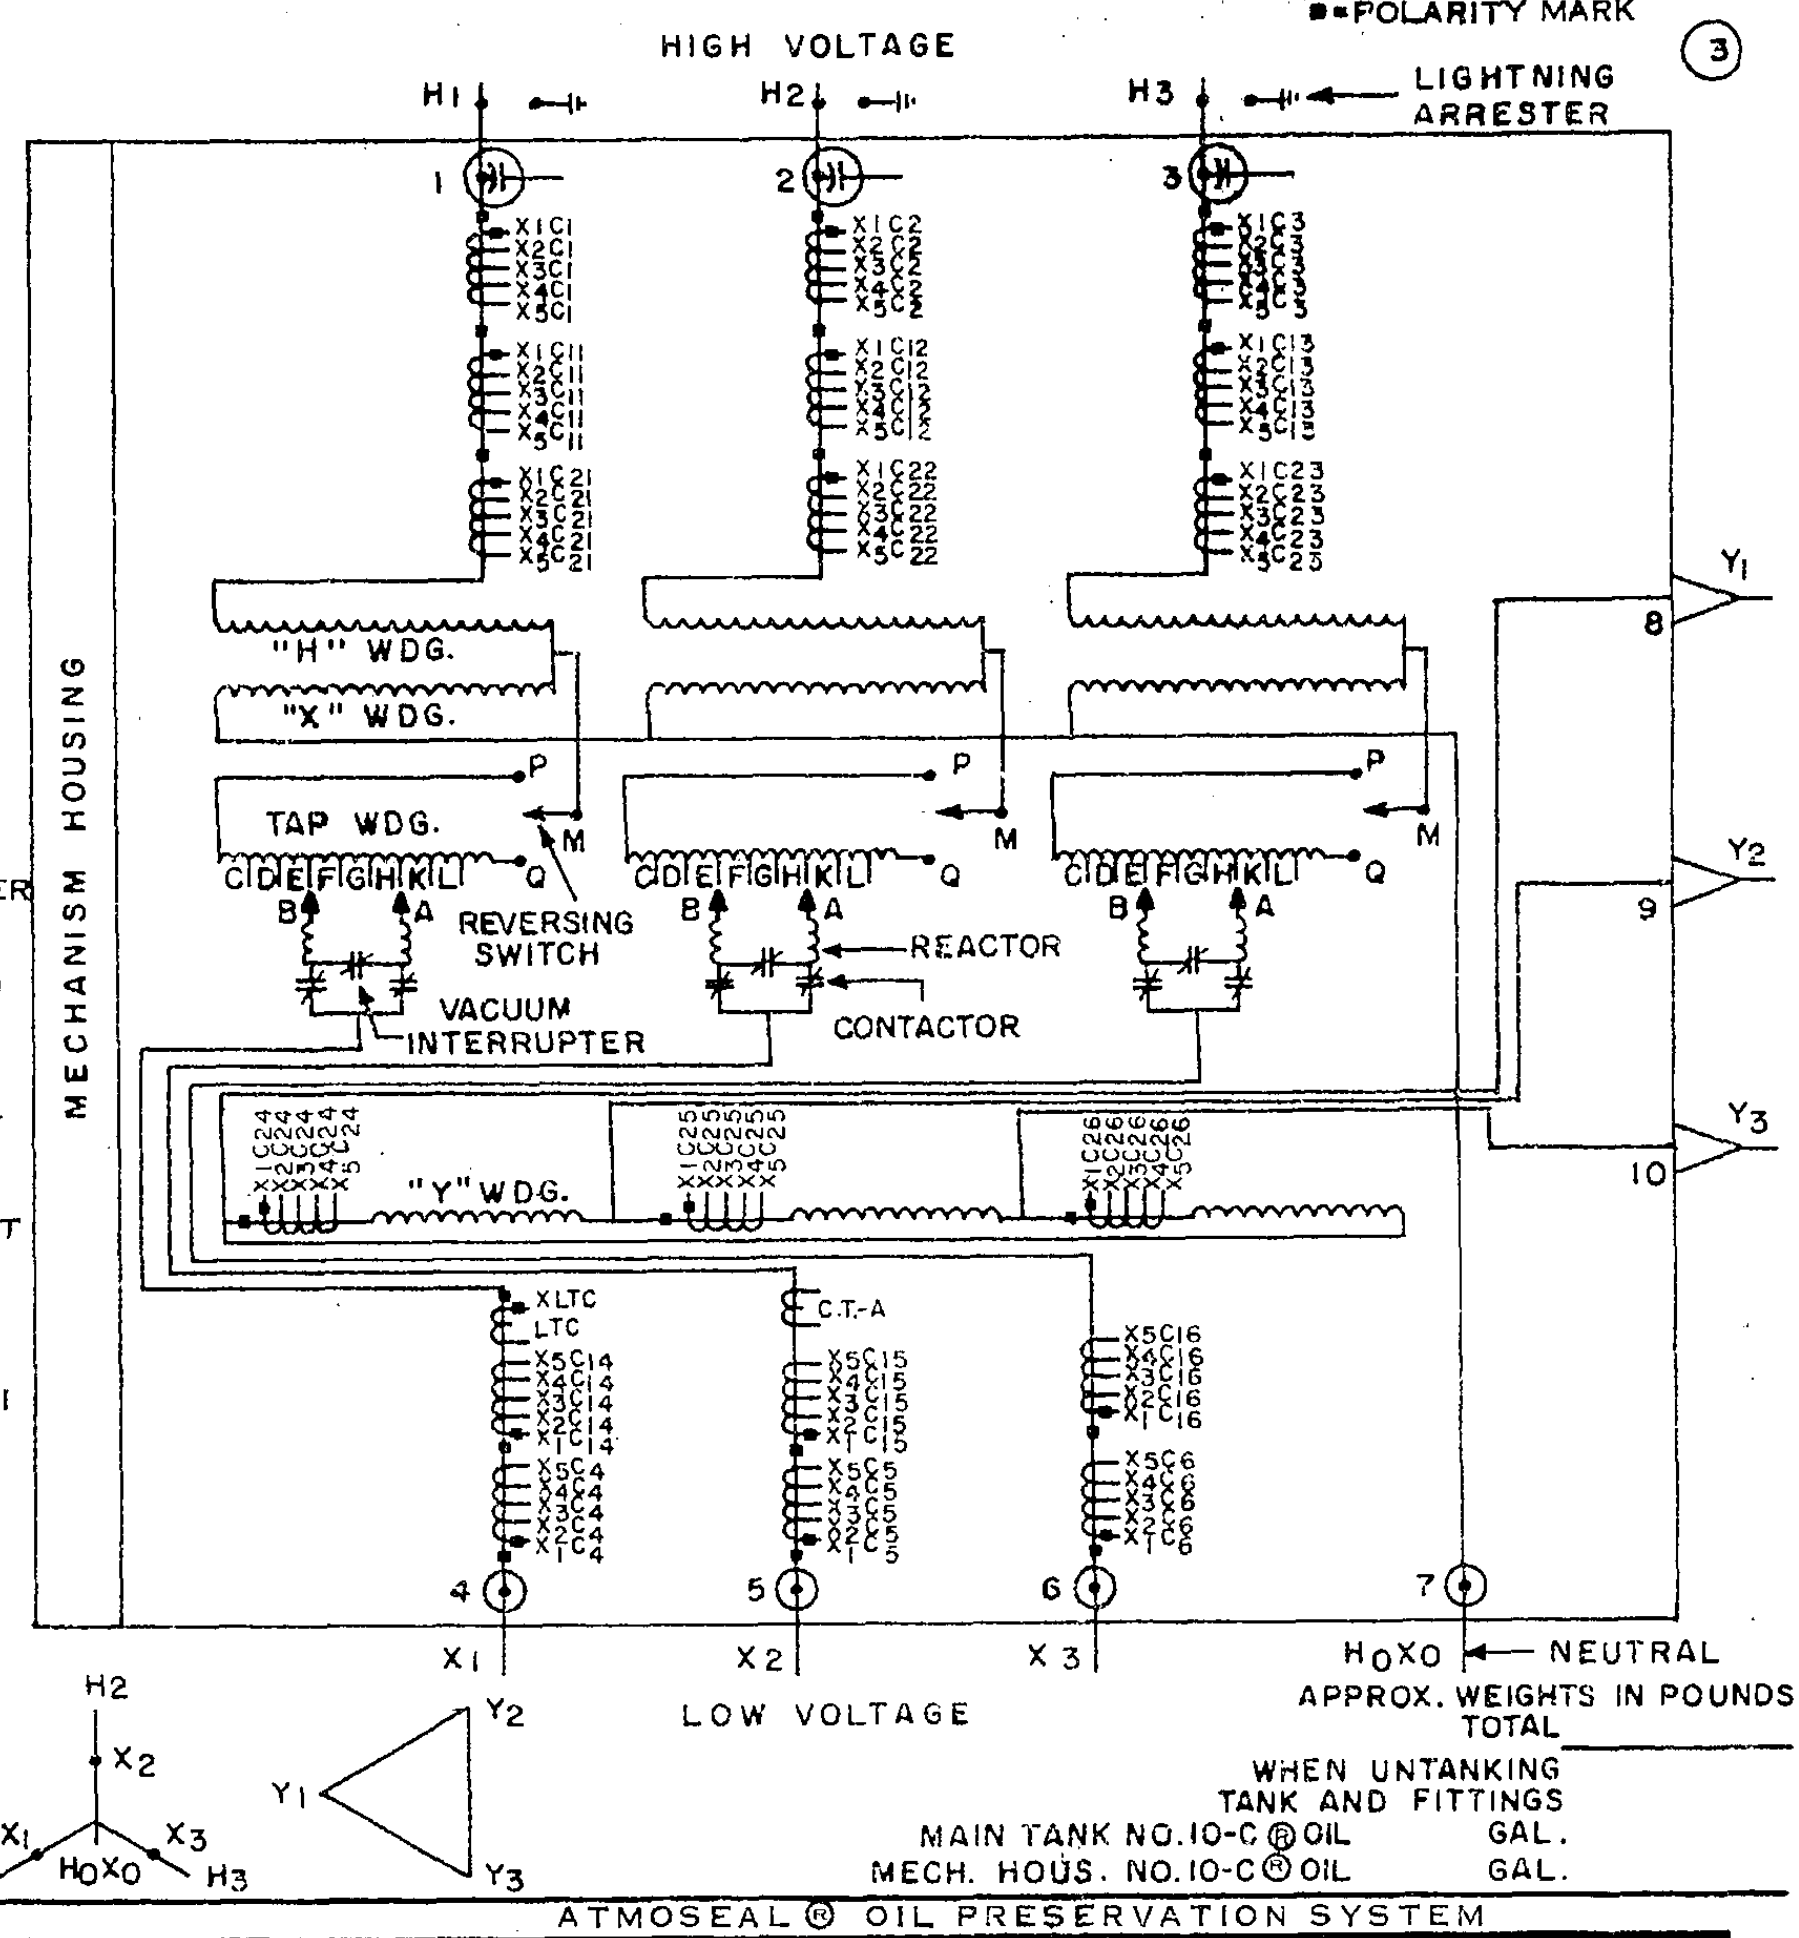 ■=POLARITY MARK
HIGH VOLTAGE
3
H1
H2
H3
LIGHTNING
ARRESTER
1
2
3
X1C1
X2C1
X3C1
X4C1
X5C1
X1C2
X2C2
X3C2
X4C2
X5C2
X1C3
X2C3
X3C3
X4C3
X5C3
X1C11
X2C11
X3C11
X4C11
X5C11
X1C12
X2C12
X3C12
X4C12
X5C12
X1C13
X2C13
X3C13
X4C13
X5C13
X1C21
X2C21
X3C21
X4C21
X5C21
X1C22
X2C22
X3C22
X4C22
X5C22
X1C23
X2C23
X3C23
X4C23
X5C23
Y1
8
"H" WDG.
"X" WDG.
MECHANISM HOUSING
P
P
P
TAP WDG.
M
M
M
C D E F G H K L Q
C D E F G H K L Q
C D E F G H K L Q
Y2
9
B A
B A
B A
REVERSING
SWITCH
REACTOR
VACUUM
INTERRUPTER
CONTACTOR
X1C24
X2C24
X3C24
X4C24
X5C24
X1C25
X2C25
X3C25
X4C25
X5C25
X1C26
X2C26
X3C26
X4C26
X5C26
Y3
10
"Y" WDG.
XLTC
LTC
C.T.-A
X5C14
X4C14
X3C14
X2C14
X1C14
X5C15
X4C15
X3C15
X2C15
X1C15
X5C16
X4C16
X3C16
X2C16
X1C16
X5C4
X4C4
X3C4
X2C4
X1C4
X5C5
X4C5
X3C5
X2C5
X1C5
X5C6
X4C6
X3C6
X2C6
X1C6
4
5
6
7
X1
X2
X3
H0X0
NEUTRAL
LOW VOLTAGE
APPROX. WEIGHTS IN POUNDS
TOTAL
WHEN UNTANKING
TANK AND FITTINGS
MAIN TANK NO.10-C ® OIL GAL.
MECH. HOUS. NO.10-C ® OIL GAL.
H2
X2
X1
X3
H0X0
H3
Y2
Y1
Y3
ATMOSEAL ® OIL PRESERVATION SYSTEM